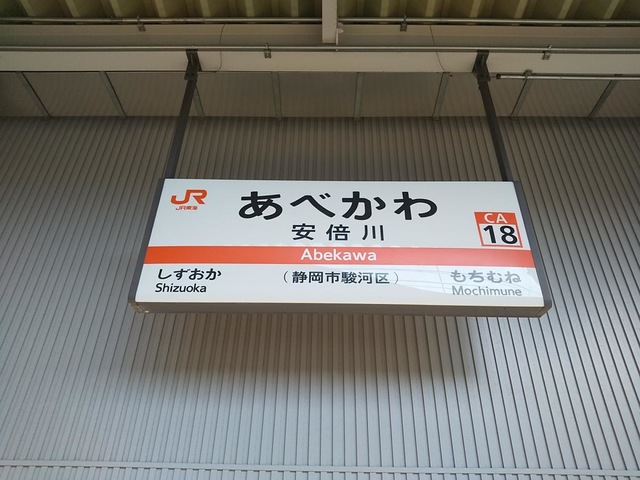 JR
JR東海
あべかわ
安倍川
CA
18
Abekawa
しずおか
Shizuoka
(静岡市駿河区)
もちむね
Mochimune